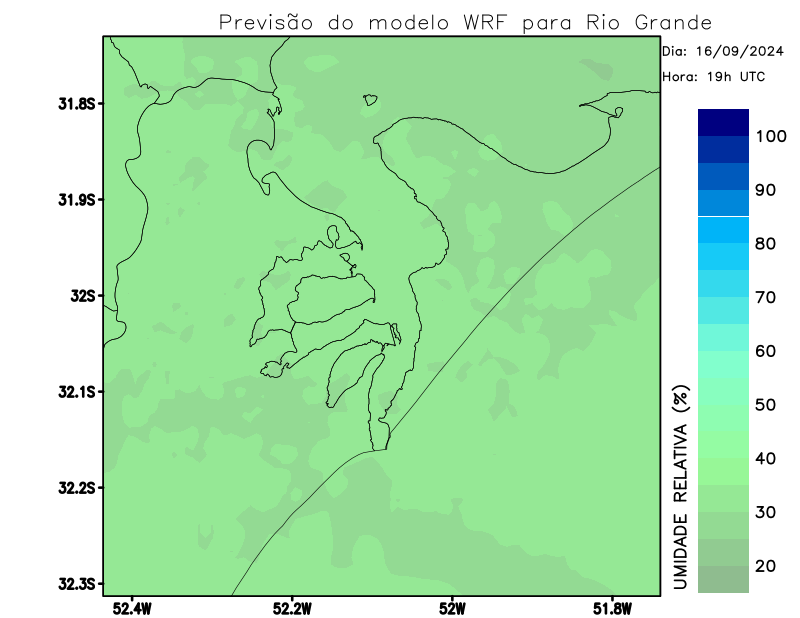 Previsão do modelo WRF para Rio Grande
Dia: 16/09/2024
Hora: 19h UTC
31.8S
31.9S
32S
32.1S
32.2S
32.3S
52.4W
52.2W
52W
51.8W
UMIDADE RELATIVA (%)
100
90
80
70
60
50
40
30
20